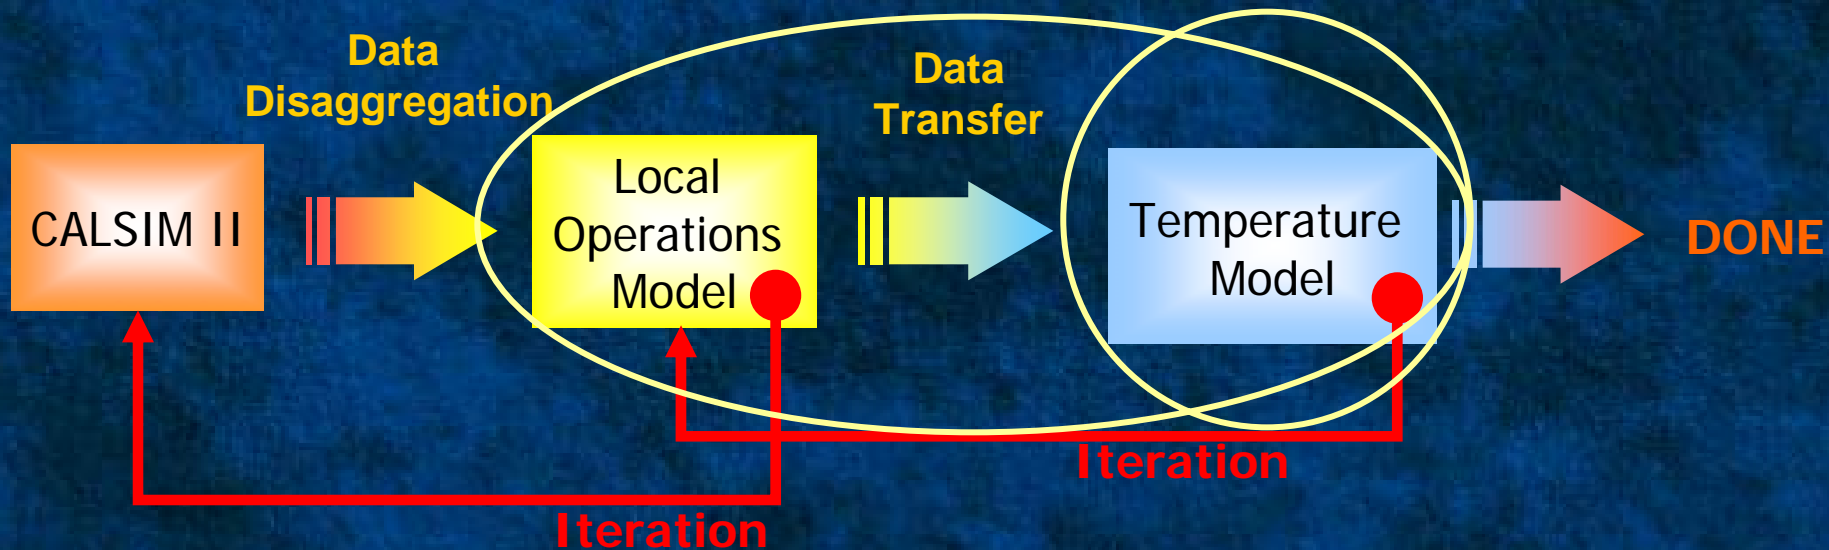 Data
Disaggregation
Data
Transfer
CALSIM II
Local
Operations
Model
Temperature
Model
DONE
Iteration
Iteration